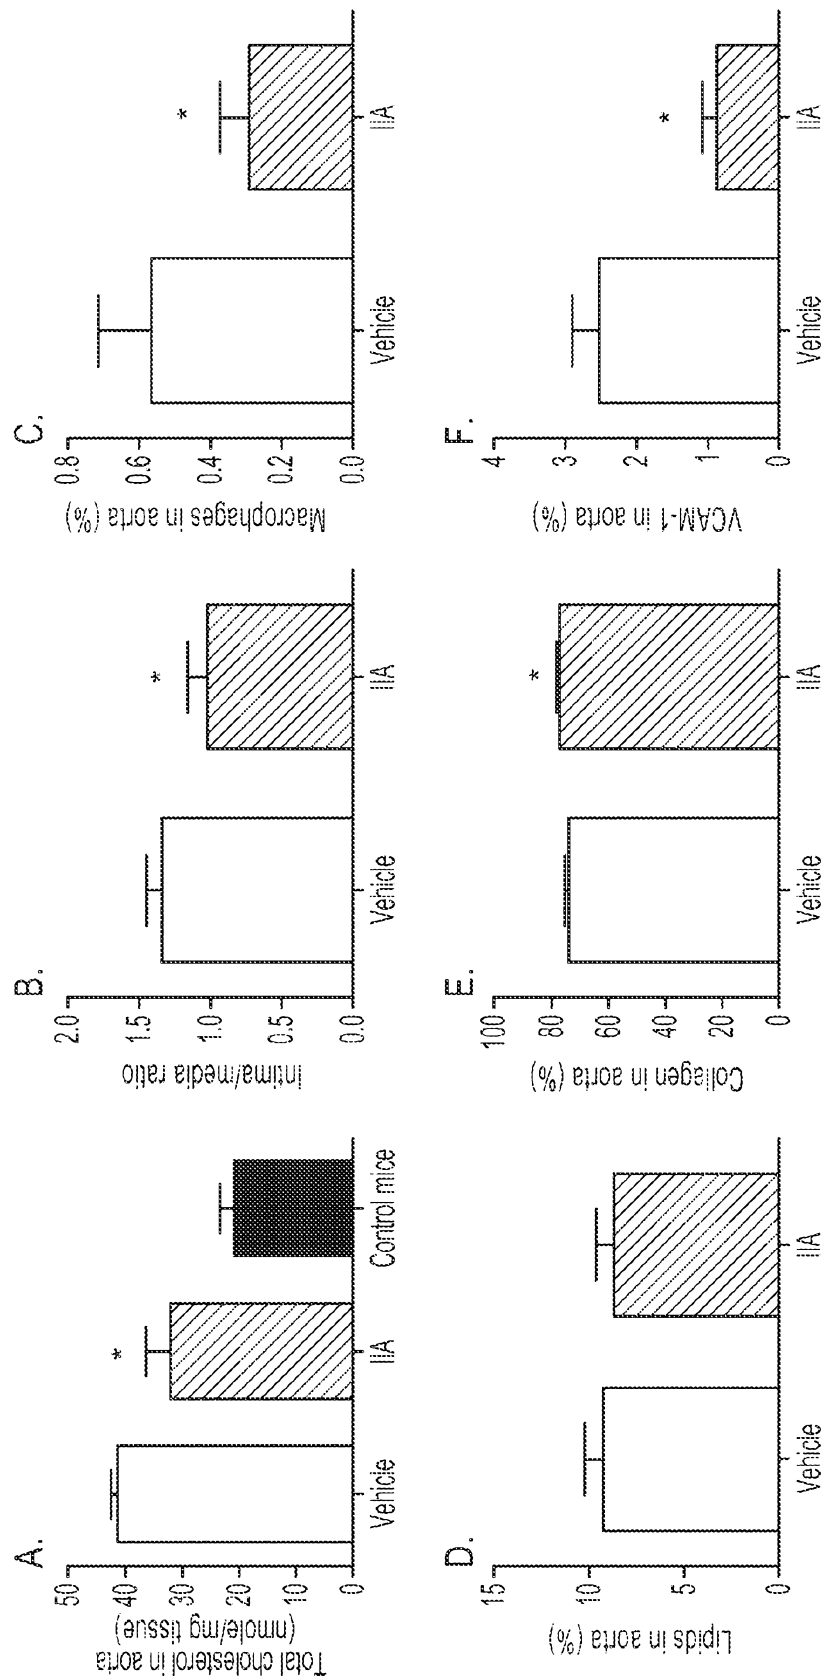 A.
Total cholesterol in aorta
(nmole/mg tissue)
50
40
30
20
10
0
*
Vehicle
IIA
Control mice
B.
Intima/media ratio
2.0
1.5
1.0
0.5
0.0
*
Vehicle
IIA
C.
Macrophages in aorta (%)
0.8
0.6
0.4
0.2
0.0
*
Vehicle
IIA
D.
Lipids in aorta (%)
15
10
5
0
Vehicle
IIA
E.
Collagen in aorta (%)
100
80
60
40
20
0
*
Vehicle
IIA
F.
VCAM-1 in aorta (%)
4
3
2
1
0
*
Vehicle
IIA